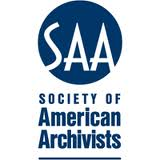 SAA
SOCIETY OF
American
Archivists